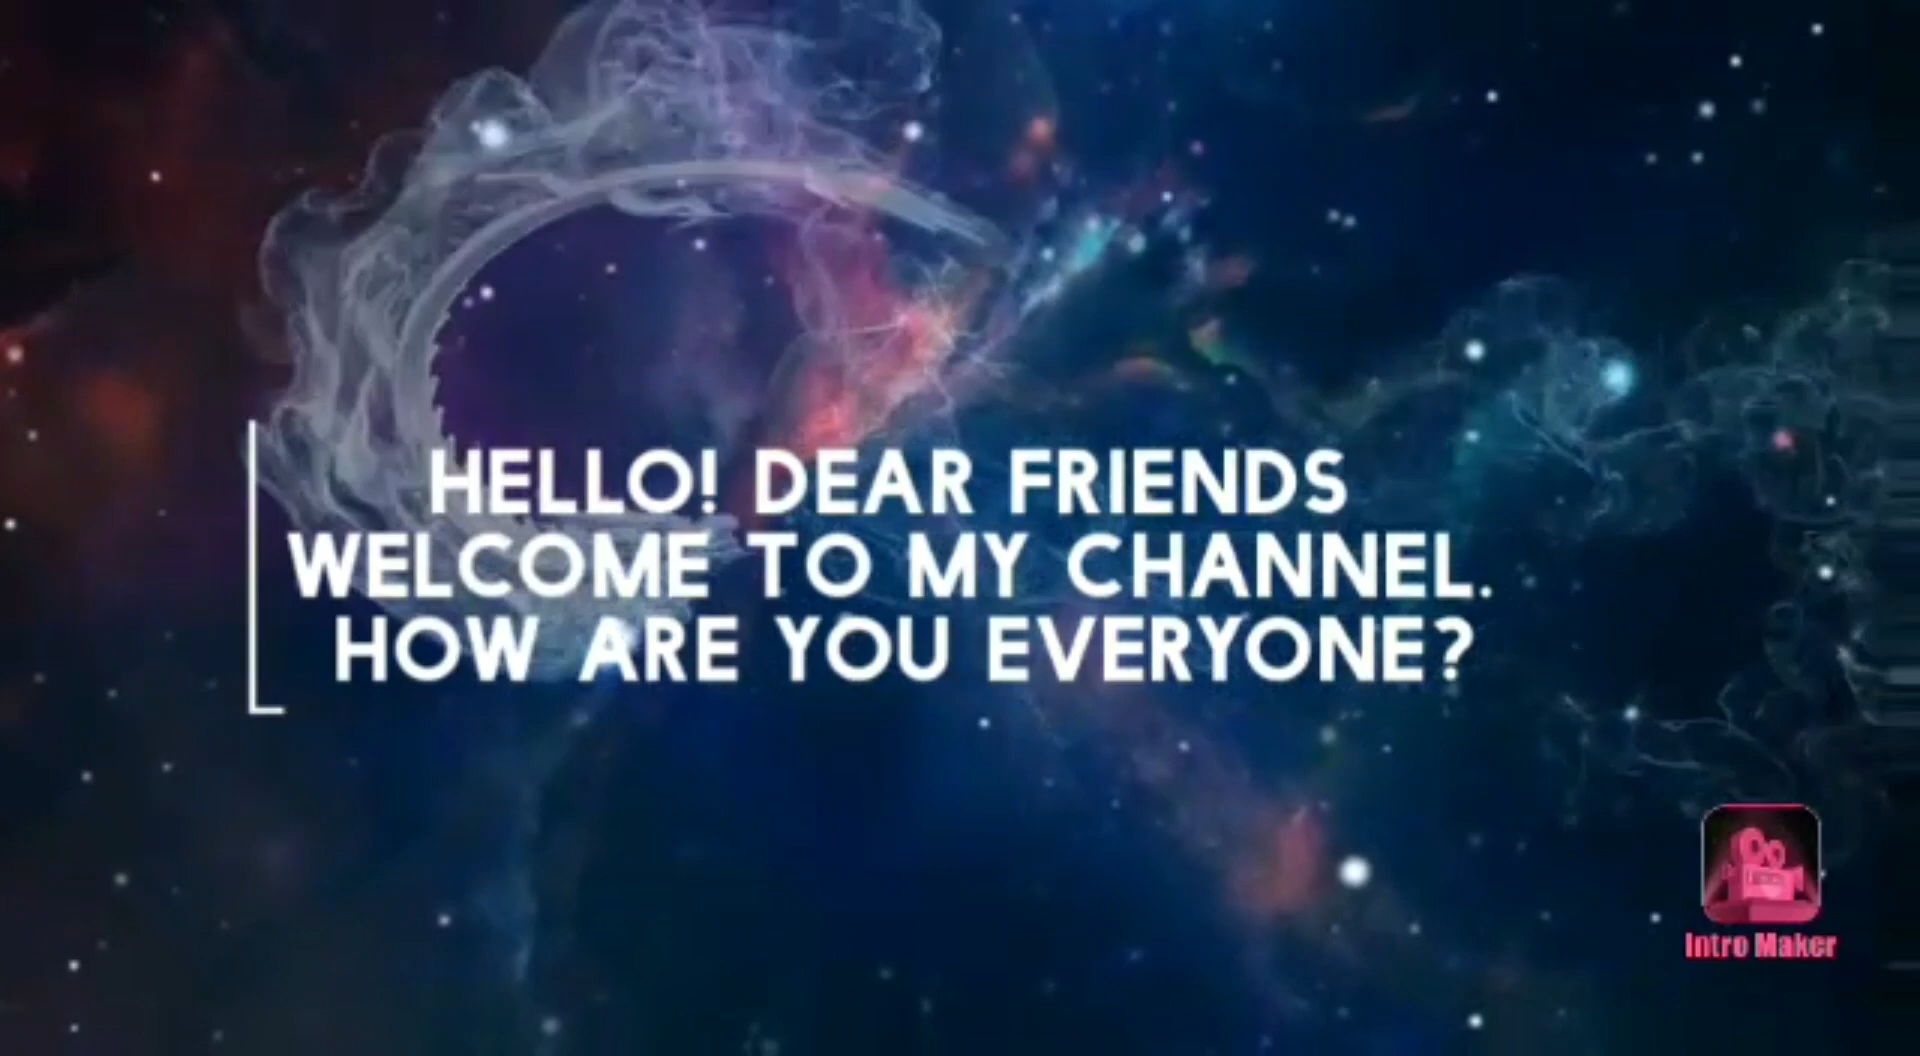 HELLO! DEAR FRIENDS
WELCOME TO MY CHANNEL.
HOW ARE YOU EVERYONE?
Intro Maker